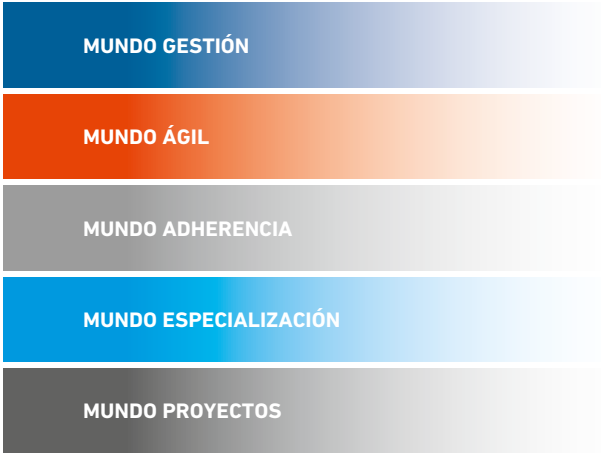 MUNDO GESTIÓN
MUNDO ÁGIL
MUNDO ADHERENCIA
MUNDO ESPECIALIZACIÓN
MUNDO PROYECTOS